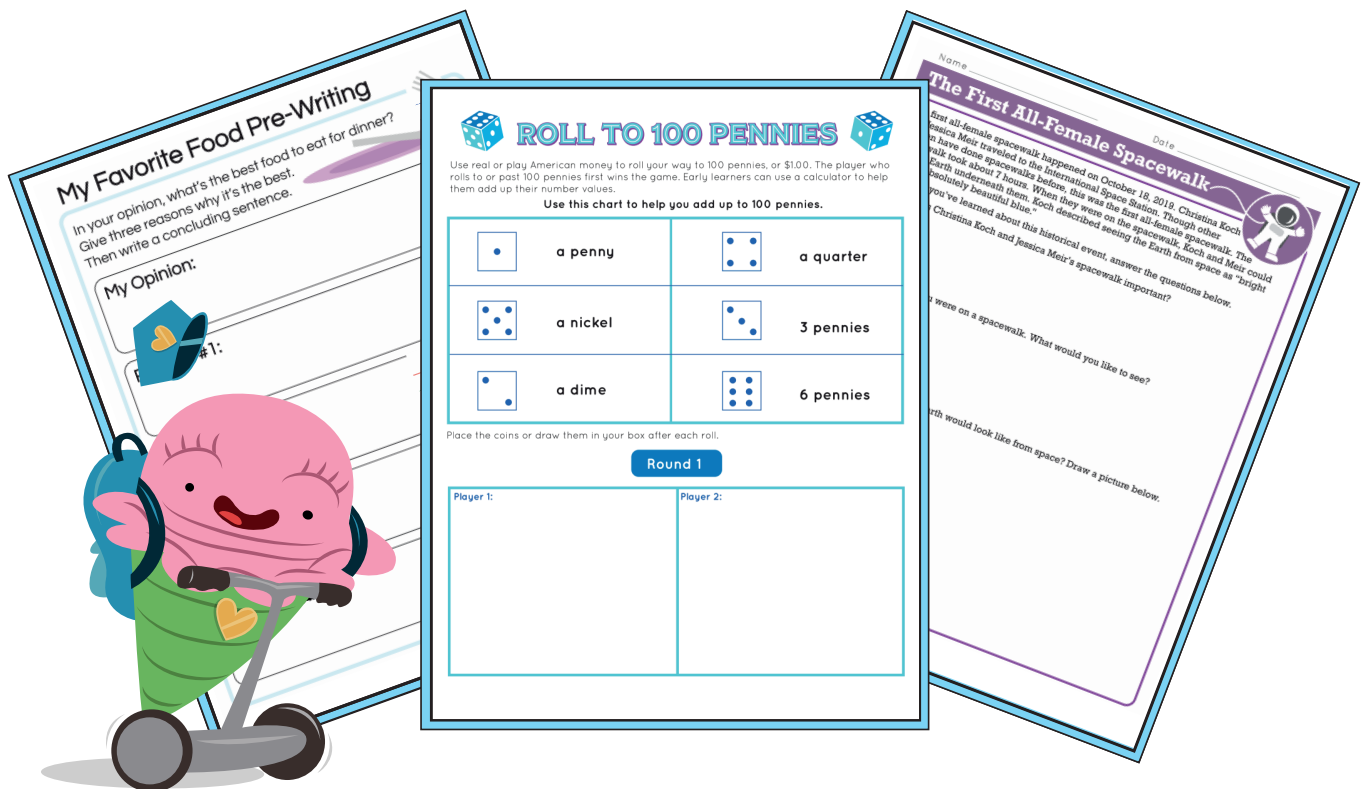 My Favorite Food Pre-Writing
In your opinion, what's the best food to eat for dinner?
Give three reasons why it's the best.
Then write a concluding sentence.
My Opinion:
#1:
ROLL TO 100 PENNIES
Use real or play American money to roll your way to 100 pennies, or $1.00. The player who
rolls to or past 100 pennies first wins the game. Early learners can use a calculator to help
them add up their number values.
Use this chart to help you add up to 100 pennies.
a penny
a quarter
a nickel
3 pennies
a dime
6 pennies
Place the coins or draw them in your box after each roll.
Round 1
Player 1:
Player 2:
Name
Date
The First All-Female Spacewalk
first all-female spacewalk happened on October 18, 2019. Christina Koch
Jessica Meir traveled to the International Space Station. Though other
have done spacewalks before, this was the first all-female spacewalk. The
walk took about 7 hours. When they were on the spacewalk, Koch and Meir could
Earth underneath them. Koch described seeing the Earth from space as "bright
absolutely beautiful blue."
you've learned about this historical event, answer the questions below.
Christina Koch and Jessica Meir's spacewalk important?
were on a spacewalk. What would you like to see?
would look like from space? Draw a picture below.